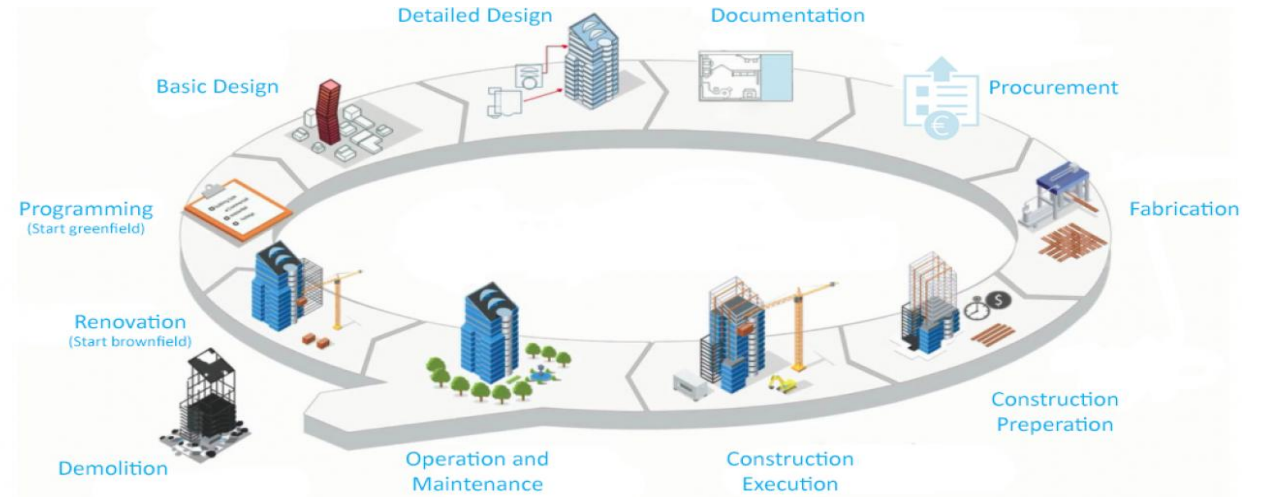 Detailed Design
Documentation
Basic Design
Procurement
Programming
(Start greenfield)
Fabrication
Renovation
(Start brownfield)
Construction
Preperation
Demolition
Operation and
Maintenance
Construction
Execution
€
$